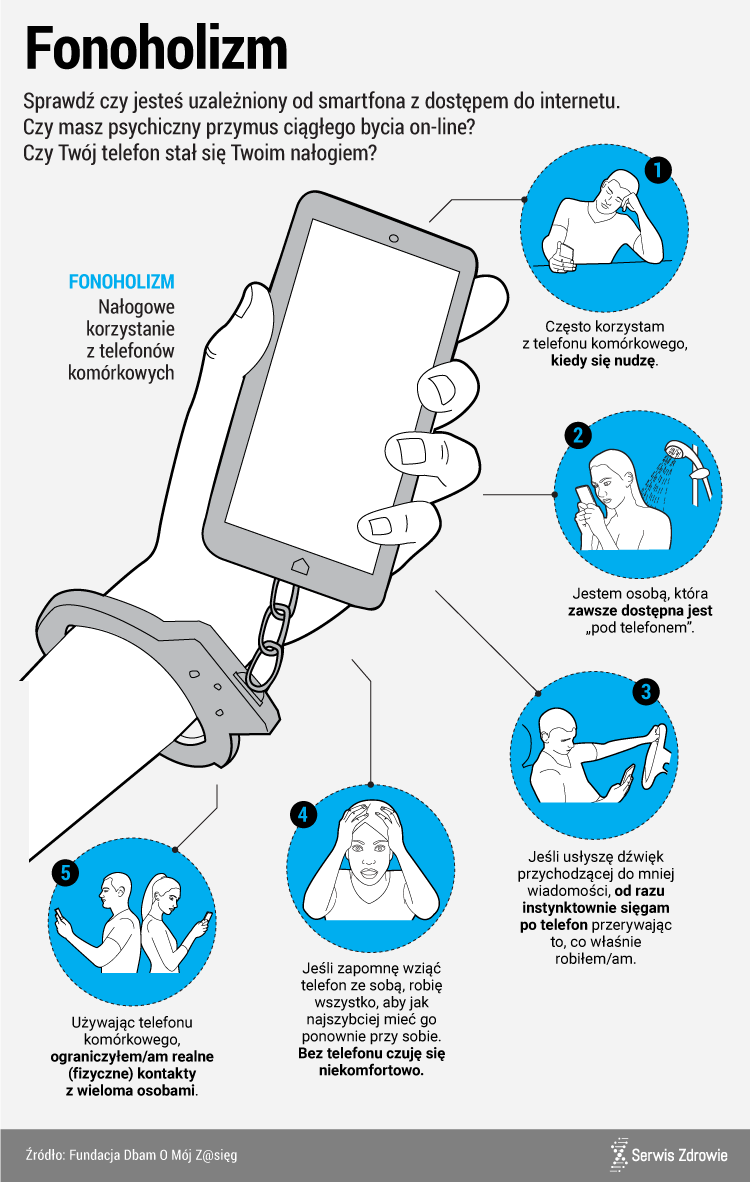 Fonoholizm
Sprawdź czy jesteś uzależniony od smartfona z dostępem do internetu.
Czy masz psychiczny przymus ciągłego bycia on-line?
Czy Twój telefon stał się Twoim nałogiem?
FONOHOLIZM
Nałogowe
korzystanie
z telefonów
komórkowych
1
Często korzystam
z telefonu komórkowego,
kiedy się nudzę.
2
Jestem osobą, która
zawsze dostępna jest
„pod telefonem”.
3
Jeśli usłyszę dźwięk
przychodzącej do mniej
wiadomości, od razu
instynktownie sięgam
po telefon przerywając
to, co właśnie
robiłem/am.
4
Jeśli zapomnę wziąć
telefon ze sobą, robię
wszystko, aby jak
najszybciej mieć go
ponownie przy sobie.
Bez telefonu czuję się
niekomfortowo.
5
Używając telefonu
komórkowego,
ograniczyłem/am realne
(fizyczne) kontakty
z wieloma osobami.
Źródło: Fundacja Dbam O Mój Z@sięg
Serwis Zdrowie